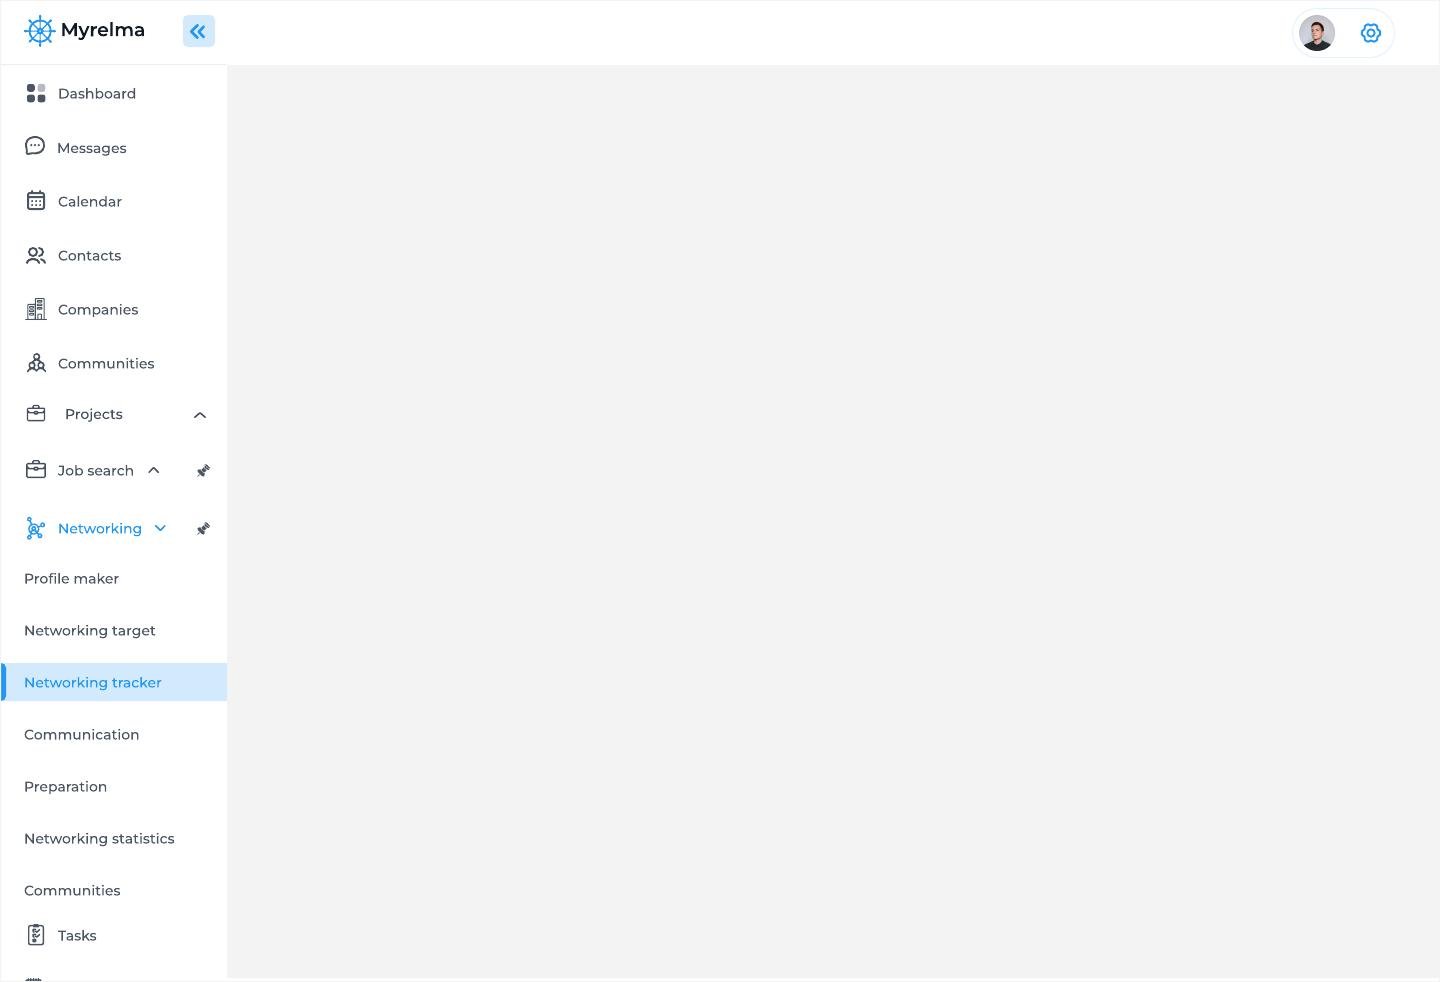 Myrelma
Dashboard
Messages
Calendar
Contacts
Companies
Communities
Projects
Job search
Networking
Profile maker
Networking target
Networking tracker
Communication
Preparation
Networking statistics
Communities
Tasks